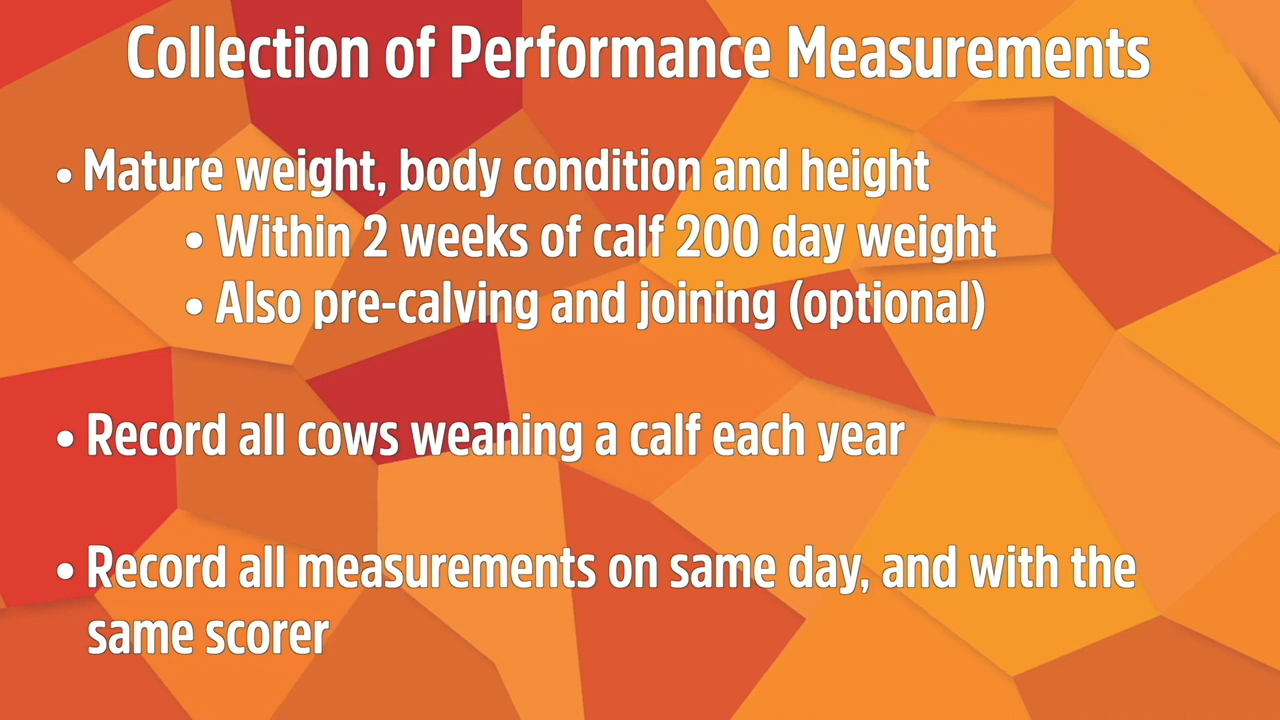 Collection of Performance Measurements
• Mature weight, body condition and height
• Within 2 weeks of calf 200 day weight
• Also pre-calving and joining (optional)
• Record all cows weaning a calf each year
• Record all measurements on same day, and with the
same scorer